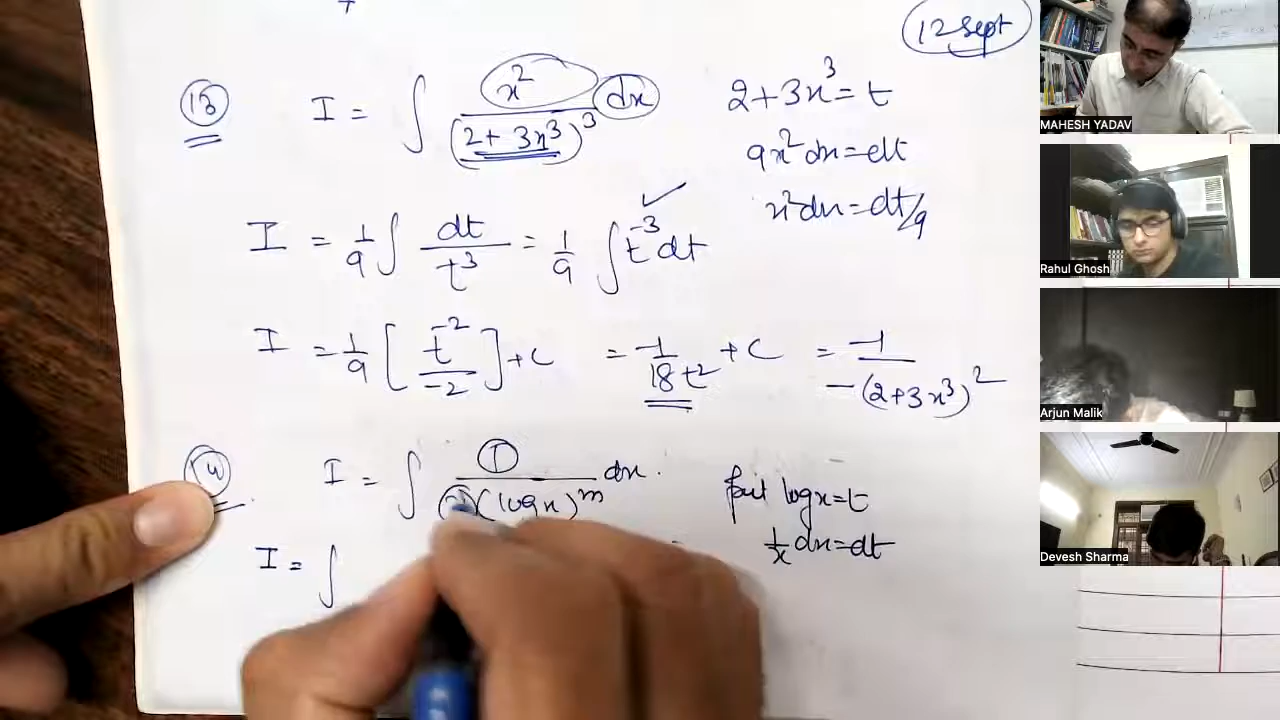 12 Sept
13 I = ∫ x² / (2 + 3x³)³ dx
2+3x³ = t
9x² dx = dt
x² dx = dt/9
I = 1/9 ∫ dt / t³ = 1/9 ∫ t⁻³ dt
I = 1/9 [ t⁻² / -2 ] + C = -1 / 18 t² + C = -1 / -(2+3x³)²
14 I = ∫ 1 / (log x)ᵐ dx
put log x = t
1/x dx = dt
I = ∫
MAHESH YADAV
Rahul Ghosh
Arjun Malik
Devesh Sharma